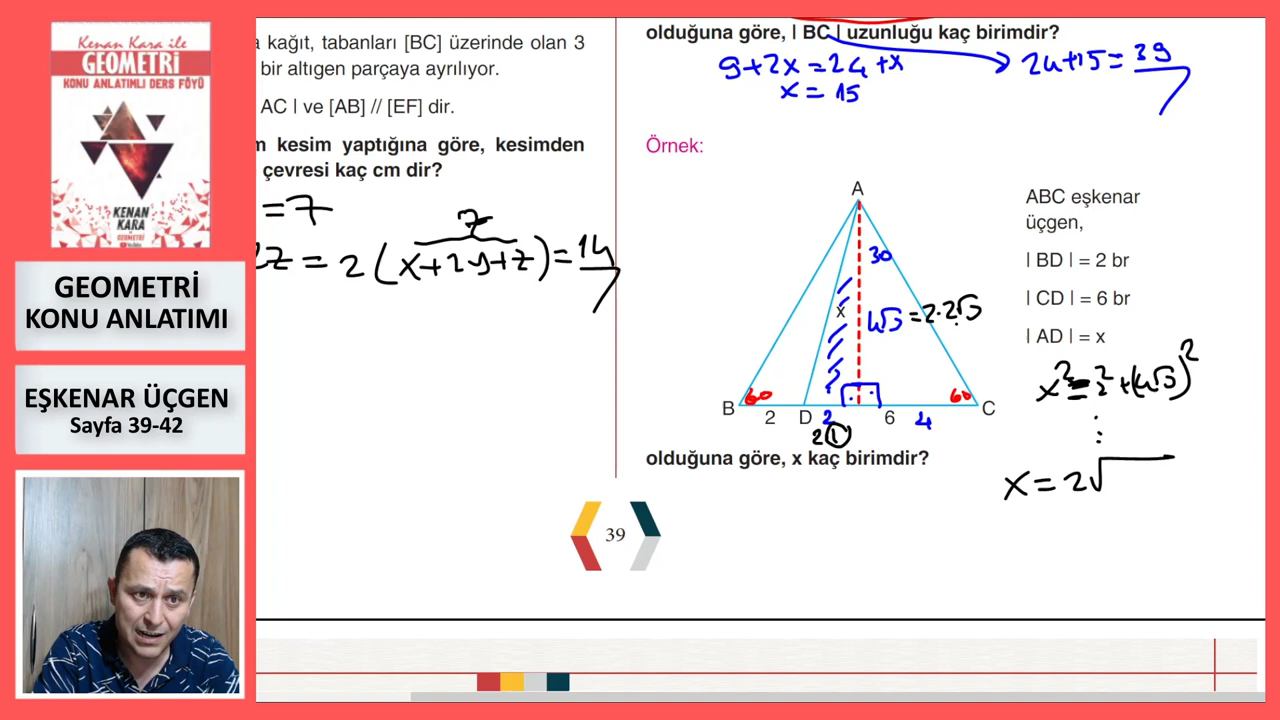 Kenan Kara ile
GEOMETRİ
KONU ANLATIMLI DERS FÖYÜ
KENAN
KARA
GEOMETRİ
GEOMETRİ
KONU ANLATIMI
EŞKENAR ÜÇGEN
Sayfa 39-42
kağıt, tabanları [BC] üzerinde olan 3
bir altıgen parçaya ayrılıyor.
AC | ve [AB] // [EF] dir.
kesim yaptığına göre, kesimden
çevresi kaç cm dir?
= 7
7
2z = 2 (x+2y+z) = 14
olduğuna göre, | BC | uzunluğu kaç birimdir?
9+2x = 24+x
x = 15
24+15 = 39
Örnek:
A
30
x
4√3 = 2·2√3
60
60
B
2
D
2
6
4
C
2 1
ABC eşkenar
üçgen,
| BD | = 2 br
| CD | = 6 br
| AD | = x
x² = 2² + (4√3)²
x = 2√
olduğuna göre, x kaç birimdir?
39